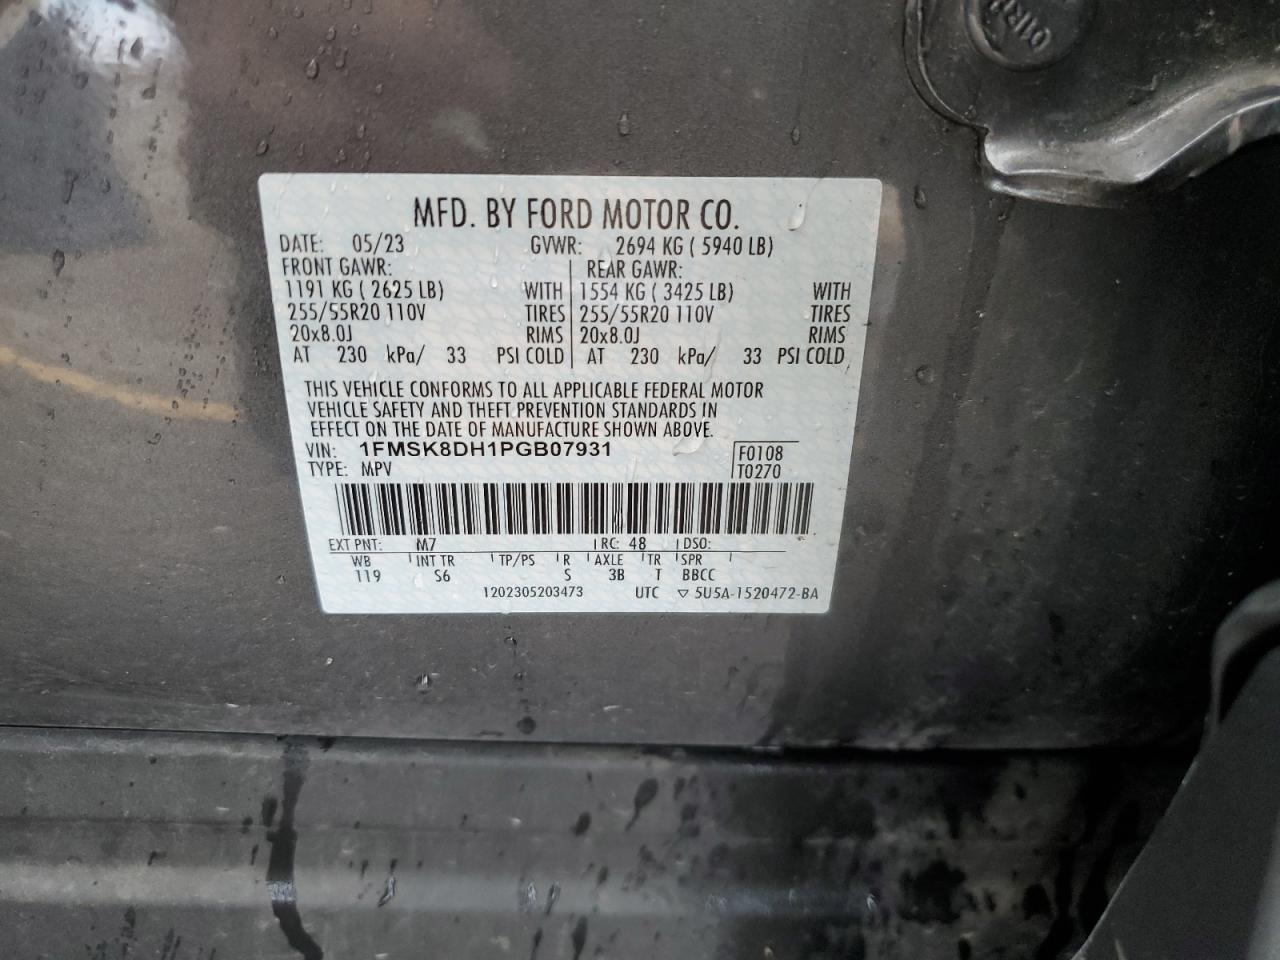 MFD. BY FORD MOTOR CO.
DATE: 05/23 GVWR: 2694 KG ( 5940 LB)
FRONT GAWR: REAR GAWR:
1191 KG ( 2625 LB) WITH 1554 KG ( 3425 LB) WITH
255/55R20 110V TIRES 255/55R20 110V TIRES
20x8.0J RIMS 20x8.0J RIMS
AT 230 kPa/ 33 PSI COLD AT 230 kPa/ 33 PSI COLD
THIS VEHICLE CONFORMS TO ALL APPLICABLE FEDERAL MOTOR
VEHICLE SAFETY AND THEFT PREVENTION STANDARDS IN
EFFECT ON THE DATE OF MANUFACTURE SHOWN ABOVE.
VIN: 1FMSK8DH1PGB07931 F0108
TYPE: MPV T0270
EXT PNT: M7 RC: 48 DSO:
WB INT TR TP/PS R AXLE TR SPR
119 S6 S 3B T BBCC
1202305203473 UTC ▽ 5U5A-1520472-BA